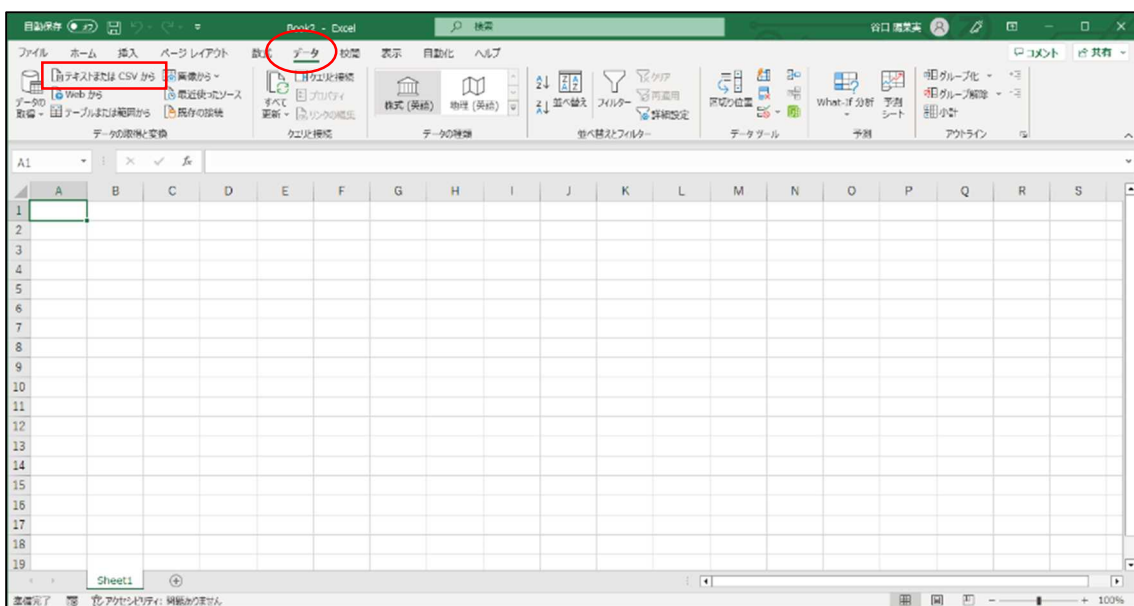 自動保存 オフ Book2 - Excel 検索
ファイル ホーム 挿入 ページ レイアウト 数式 データ 校閲 表示 自動化 ヘルプ コメント 共有
テキストまたは CSV から 画像から
Web から 最近使ったソース
テーブルまたは範囲から 既存の接続
データの取得
すべて更新 クエリと接続 プロパティ リンクの編集
株式 (英語) 地理 (英語)
並べ替え フィルター クリア 再適用 詳細設定
区切り位置
What-If 分析 予測シート
グループ化
グループ解除
小計
データの取得と変換 クエリと接続 データの種類 並べ替えとフィルター データ ツール 予測 アウトライン
A1 fx
A B C D E F G H I J K L M N O P Q R S
1
2
3
4
5
6
7
8
9
10
11
12
13
14
15
16
17
18
19
Sheet1
準備完了 アクセシビリティ: 問題ありません 100%